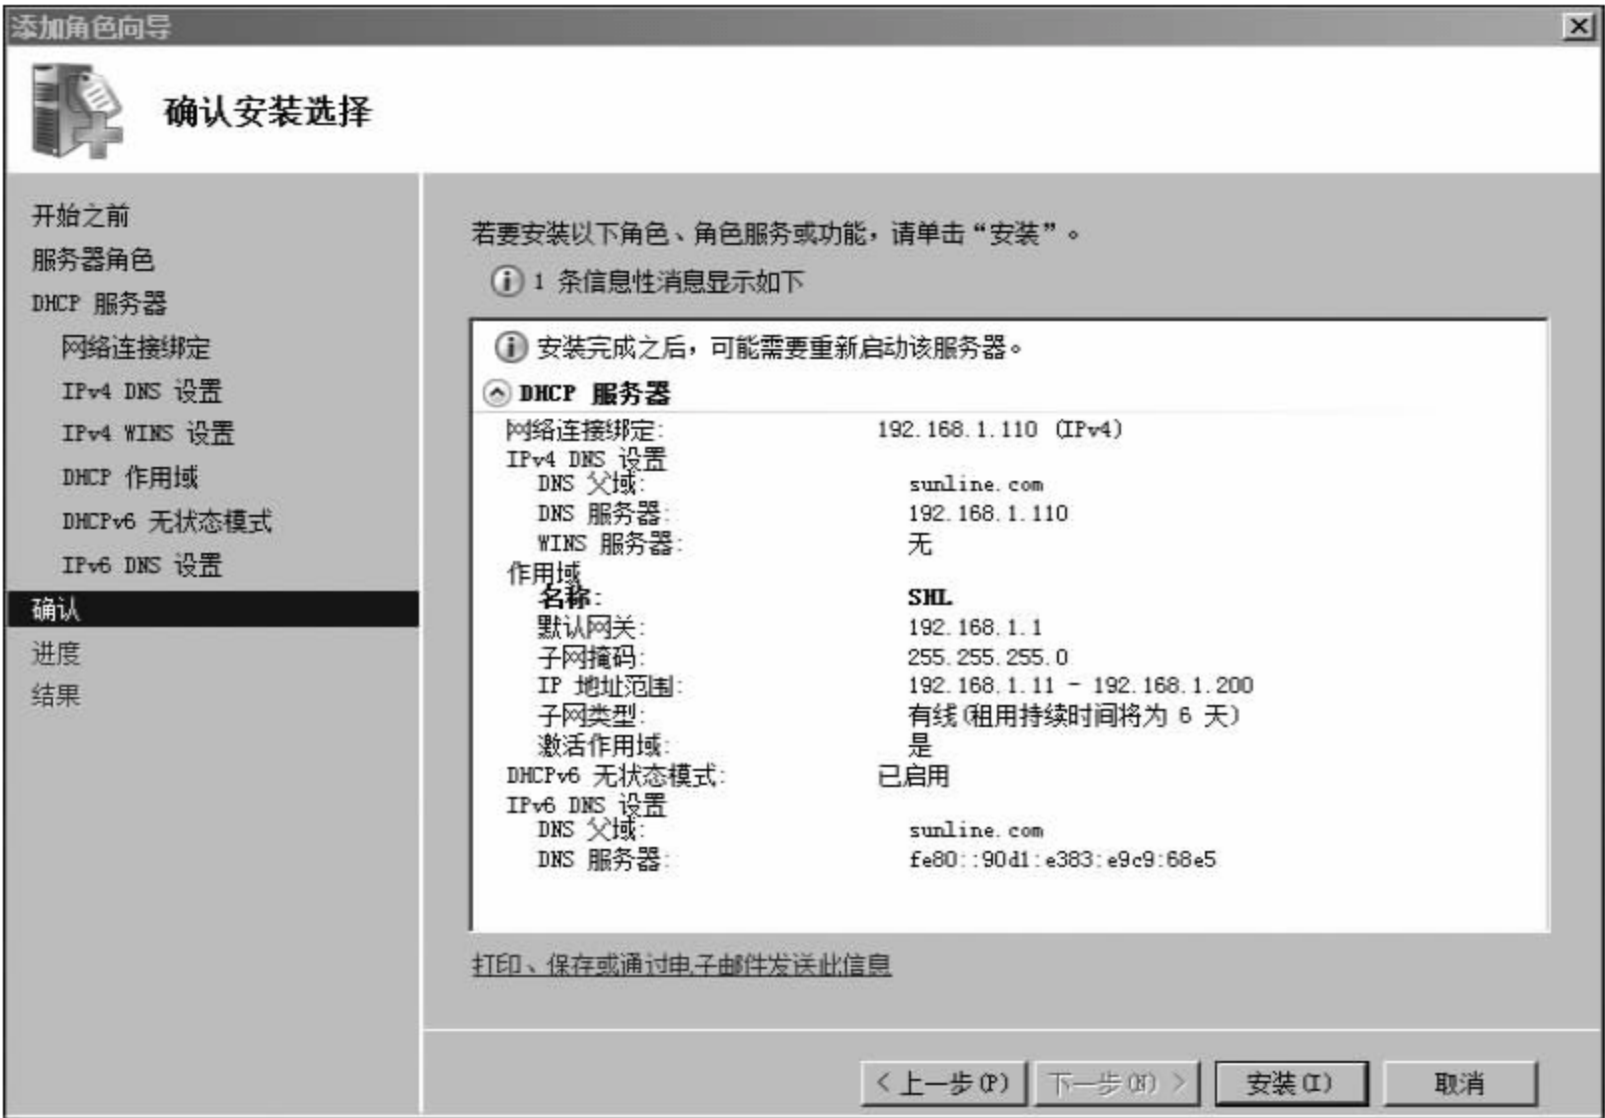 添加角色向导
确认安装选择
开始之前
服务器角色
DHCP 服务器
网络连接绑定
IPv4 DNS 设置
IPv4 WINS 设置
DHCP 作用域
DHCPv6 无状态模式
IPv6 DNS 设置
确认
进度
结果
若要安装以下角色、角色服务或功能，请单击“安装”。
1 条信息性消息显示如下
安装完成之后，可能需要重新启动该服务器。
DHCP 服务器
网络连接绑定: 192.168.1.110 (IPv4)
IPv4 DNS 设置
DNS 父域: sunline.com
DNS 服务器: 192.168.1.110
WINS 服务器: 无
作用域
名称: SHL
默认网关: 192.168.1.1
子网掩码: 255.255.255.0
IP 地址范围: 192.168.1.11 - 192.168.1.200
子网类型: 有线(租用持续时间将为 6 天)
激活作用域: 是
DHCPv6 无状态模式: 已启用
IPv6 DNS 设置
DNS 父域: sunline.com
DNS 服务器: fe80::90d1:e383:e9c9:68e5
打印、保存或通过电子邮件发送此信息
< 上一步(P) 下一步(N) > 安装(I) 取消